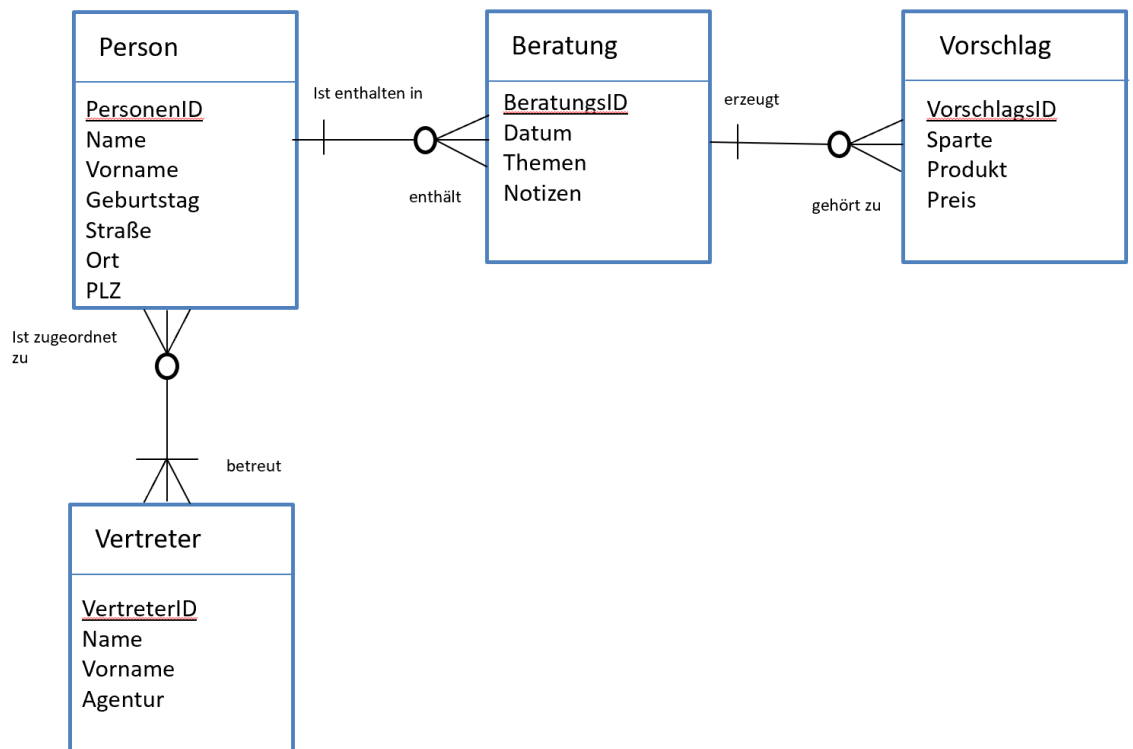 Person
PersonenID
Name
Vorname
Geburtstag
Straße
Ort
PLZ
Ist enthalten in
enthält
Beratung
BeratungsID
Datum
Themen
Notizen
erzeugt
gehört zu
Vorschlag
VorschlagsID
Sparte
Produkt
Preis
Ist zugeordnet
zu
betreut
Vertreter
VertreterID
Name
Vorname
Agentur